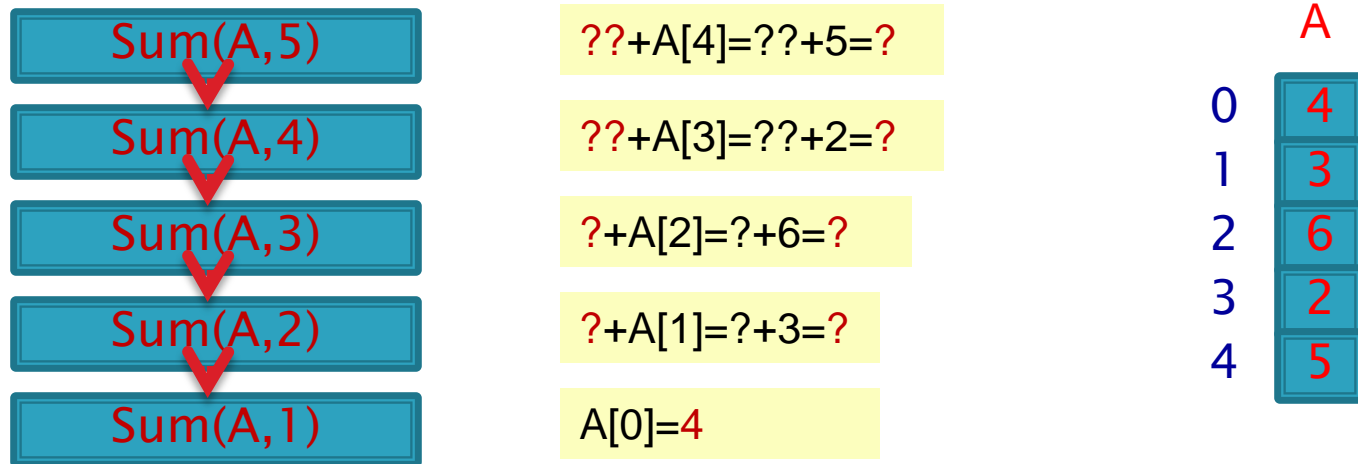 Sum(A,5)
??+A[4]=??+5=?
A
Sum(A,4)
??+A[3]=??+2=?
0 4
1 3
Sum(A,3)
?+A[2]=?+6=?
2 6
Sum(A,2)
?+A[1]=?+3=?
3 2
4 5
Sum(A,1)
A[0]=4